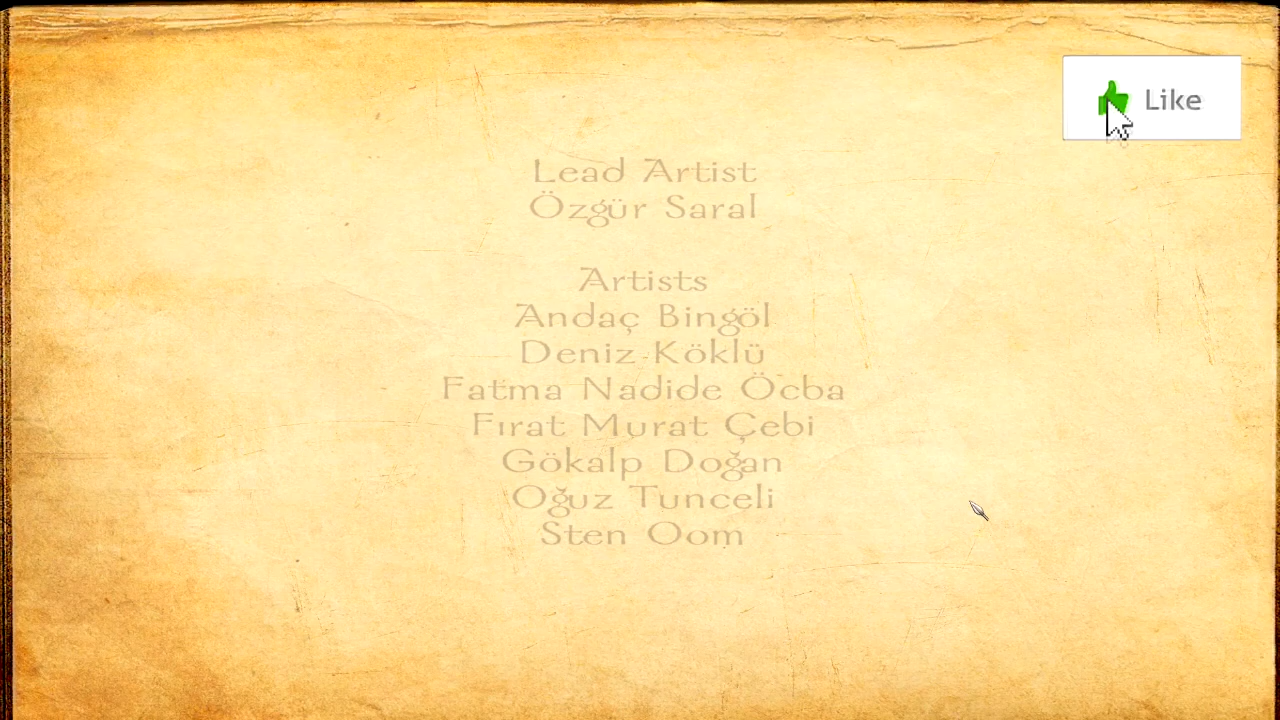 Like
Lead Artist
Özgür Saral
Artists
Andaç Bingöl
Deniz Köklü
Fatma Nadide Öcba
Fırat Murat Çebi
Gökalp Doğan
Oğuz Tunceli
Sten Oom